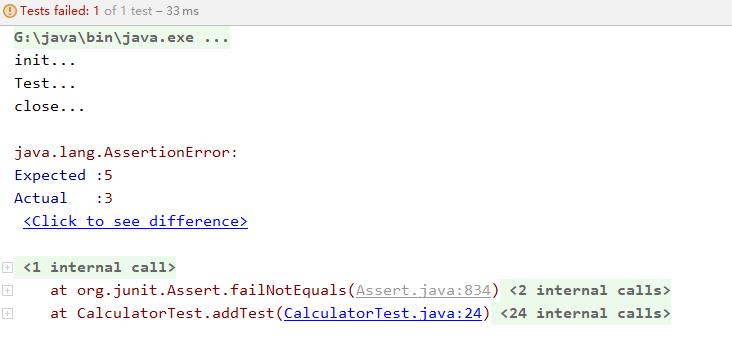 Tests failed: 1 of 1 test – 33 ms
G:\java\bin\java.exe ...
init...
Test...
close...
java.lang.AssertionError:
Expected :5
Actual   :3
<Click to see difference>
<1 internal call>
at org.junit.Assert.failNotEquals(Assert.java:834) <2 internal calls>
at CalculatorTest.addTest(CalculatorTest.java:24) <24 internal calls>